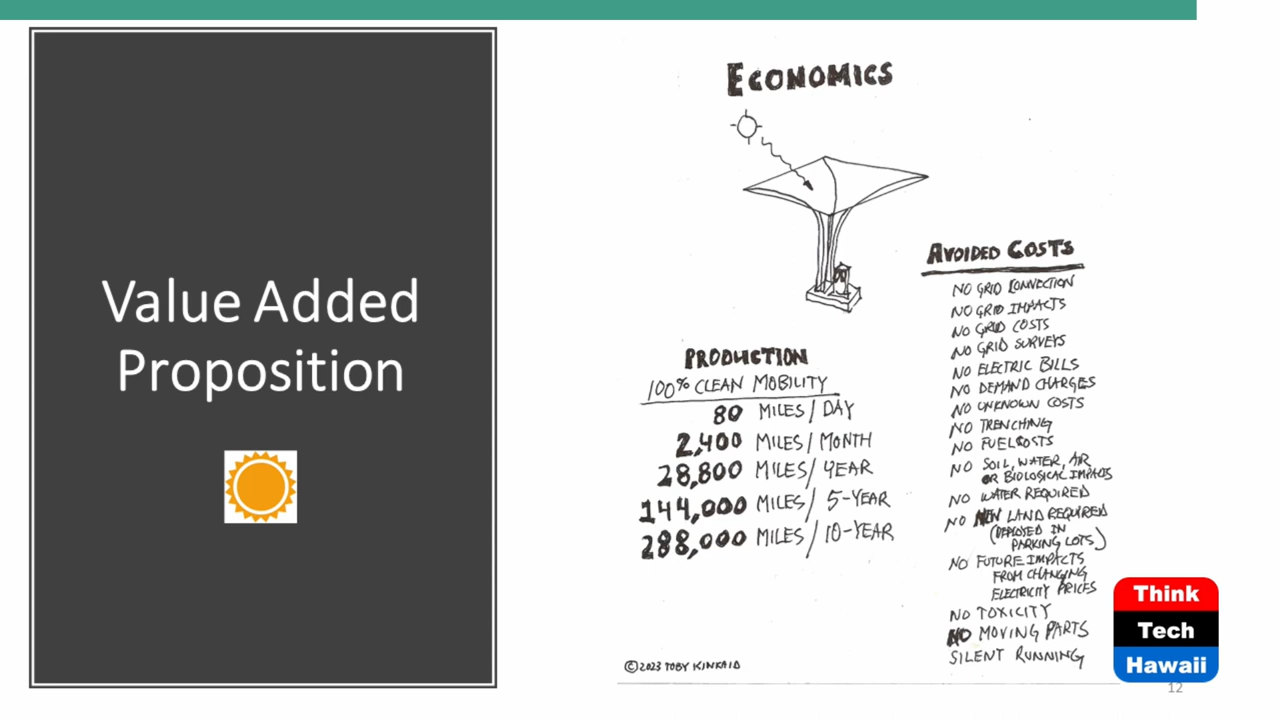 Value Added
Proposition
ECONOMICS
PRODUCTION
100% CLEAN MOBILITY
80 MILES/DAY
2,400 MILES/MONTH
28,800 MILES/YEAR
144,000 MILES/5-YEAR
288,000 MILES/10-YEAR
AVOIDED COSTS
NO GRID CONNECTION
NO GRID IMPACTS
NO GRID COSTS
NO GRID SURVEYS
NO ELECTRIC BILLS
NO DEMAND CHARGES
NO UNKNOWN COSTS
NO TRENCHING
NO FUEL COSTS
NO SOIL, WATER, AIR
OR BIOLOGICAL IMPACTS
NO WATER REQUIRED
NO NEW LAND REQUIRED
(DEPLOYED IN
PARKING LOTS)
NO FUTURE IMPACTS
FROM CHANGING
ELECTRICITY PRICES
NO TOXICITY
NO MOVING PARTS
SILENT RUNNING
©2023 TOBY KINKAID
Think
Tech
Hawaii
12